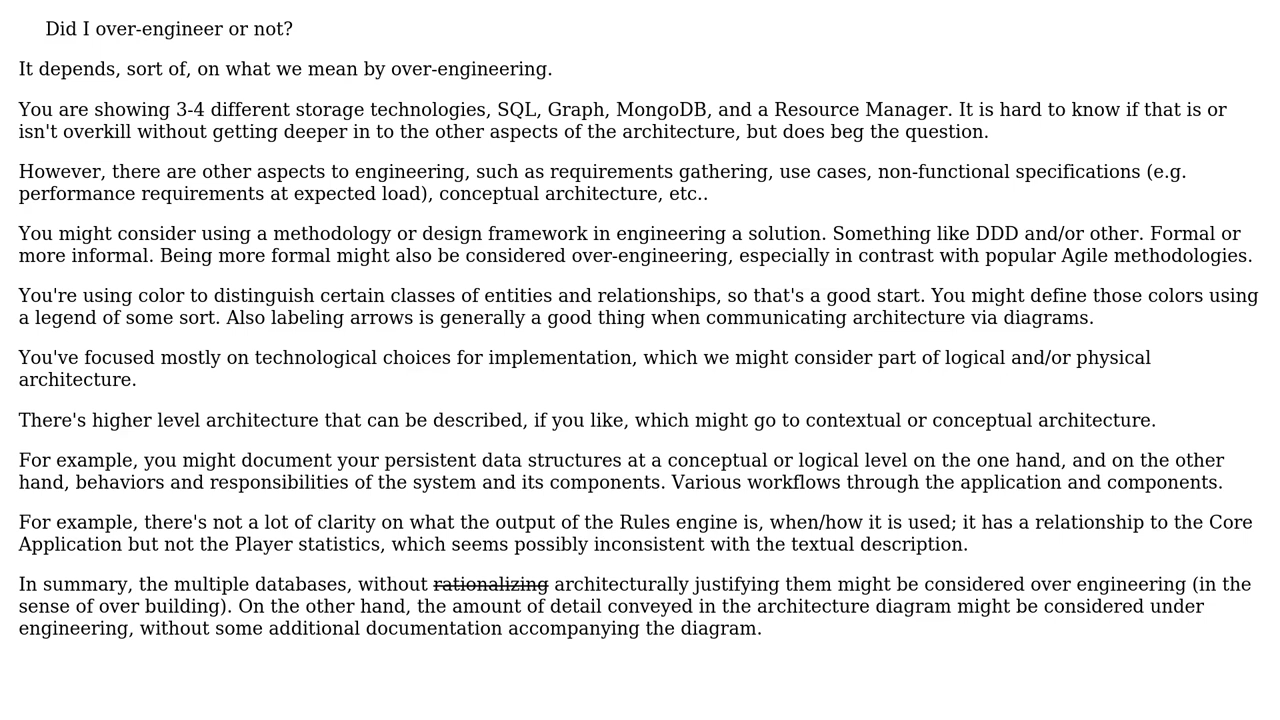 Did I over-engineer or not?
It depends, sort of, on what we mean by over-engineering.
You are showing 3-4 different storage technologies, SQL, Graph, MongoDB, and a Resource Manager. It is hard to know if that is or
isn't overkill without getting deeper in to the other aspects of the architecture, but does beg the question.
However, there are other aspects to engineering, such as requirements gathering, use cases, non-functional specifications (e.g.
performance requirements at expected load), conceptual architecture, etc..
You might consider using a methodology or design framework in engineering a solution. Something like DDD and/or other. Formal or
more informal. Being more formal might also be considered over-engineering, especially in contrast with popular Agile methodologies.
You're using color to distinguish certain classes of entities and relationships, so that's a good start. You might define those colors using
a legend of some sort. Also labeling arrows is generally a good thing when communicating architecture via diagrams.
You've focused mostly on technological choices for implementation, which we might consider part of logical and/or physical
architecture.
There's higher level architecture that can be described, if you like, which might go to contextual or conceptual architecture.
For example, you might document your persistent data structures at a conceptual or logical level on the one hand, and on the other
hand, behaviors and responsibilities of the system and its components. Various workflows through the application and components.
For example, there's not a lot of clarity on what the output of the Rules engine is, when/how it is used; it has a relationship to the Core
Application but not the Player statistics, which seems possibly inconsistent with the textual description.
In summary, the multiple databases, without rationalizing architecturally justifying them might be considered over engineering (in the
sense of over building). On the other hand, the amount of detail conveyed in the architecture diagram might be considered under
engineering, without some additional documentation accompanying the diagram.